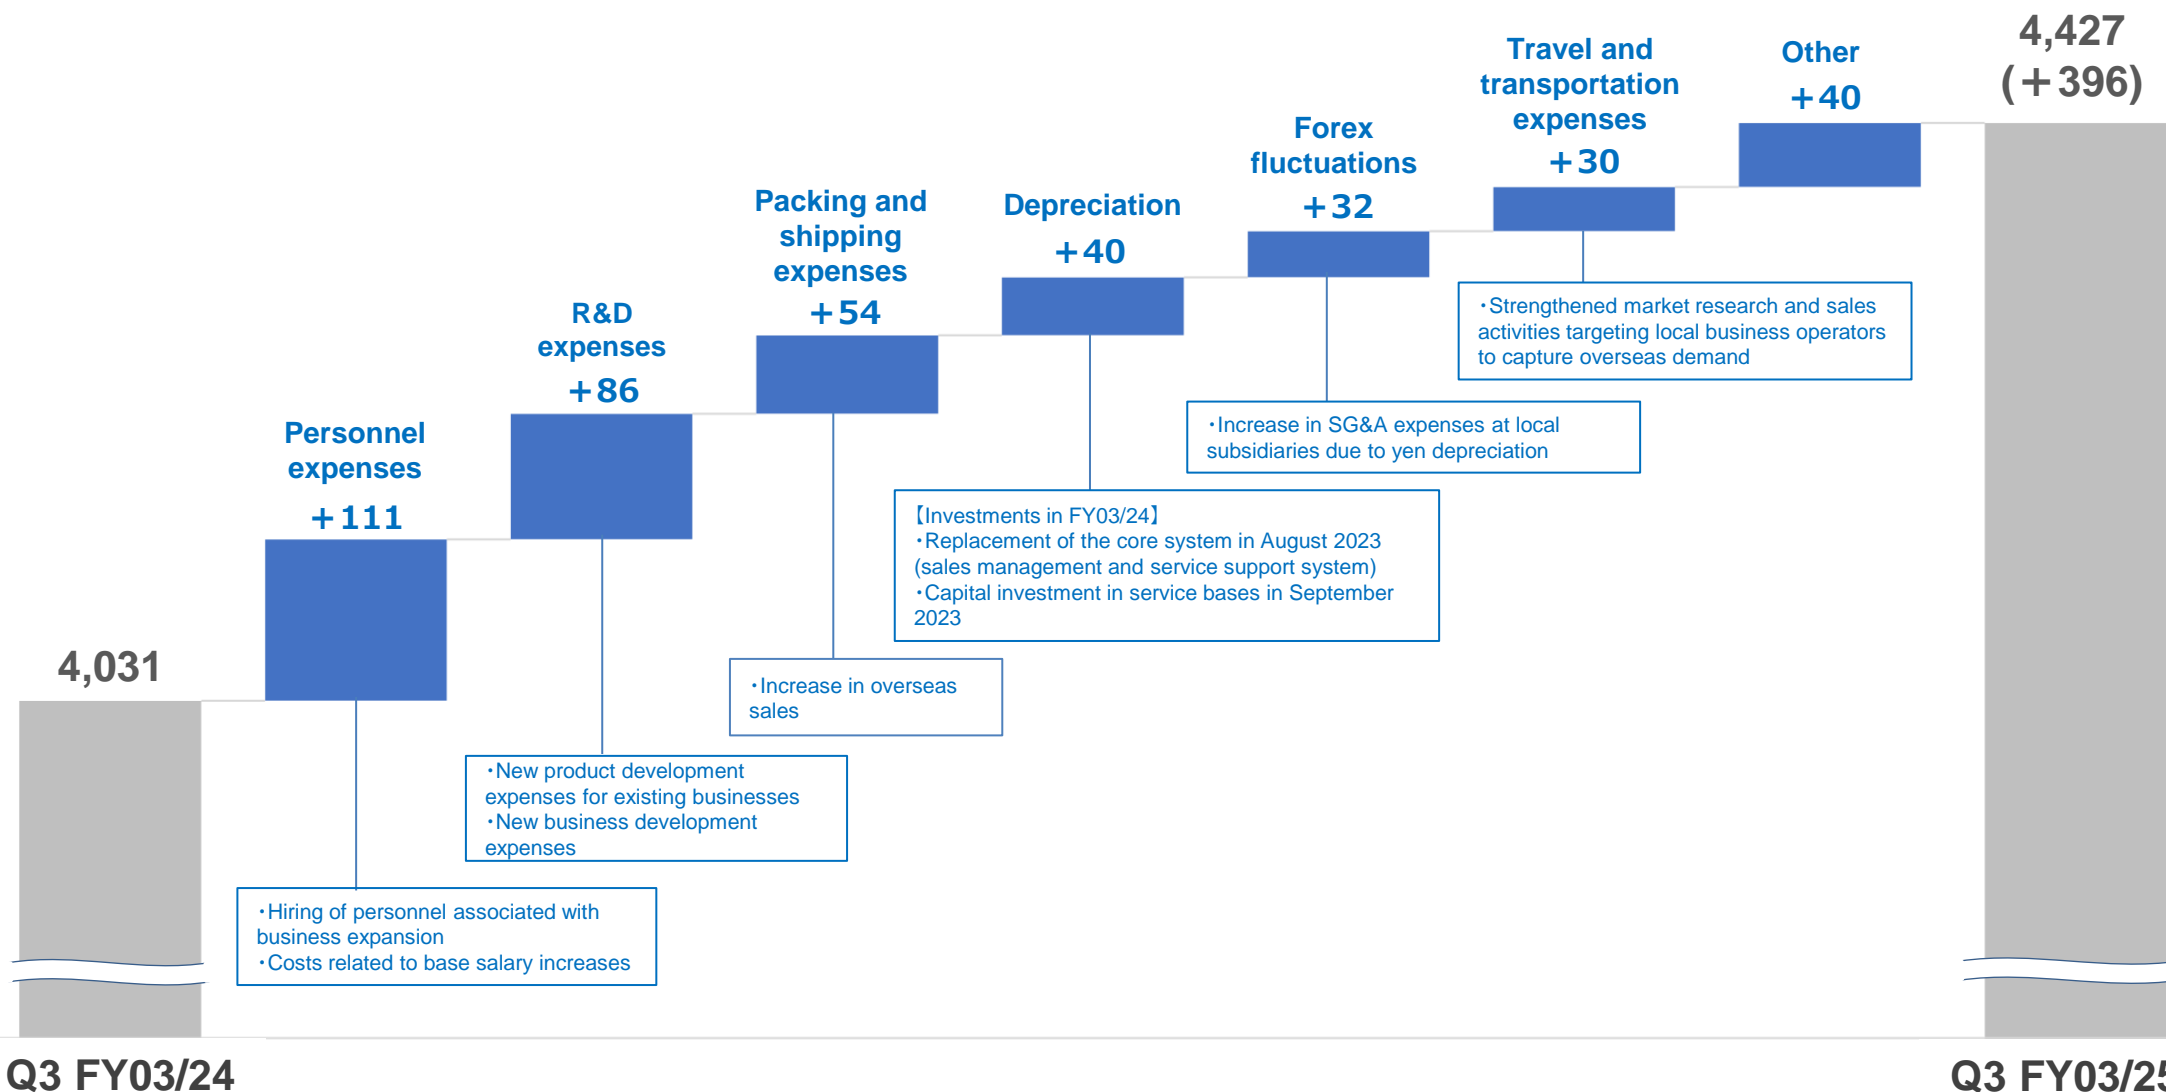 4,031
Personnel
expenses
+111
R&D
expenses
+86
Packing and
shipping
expenses
+54
Depreciation
+40
Forex
fluctuations
+32
Travel and
transportation
expenses
+30
Other
+40
4,427
(+396)
・Strengthened market research and sales
activities targeting local business operators
to capture overseas demand
・Increase in SG&A expenses at local
subsidiaries due to yen depreciation
【Investments in FY03/24】
・Replacement of the core system in August 2023
(sales management and service support system)
・Capital investment in service bases in September
2023
・Increase in overseas
sales
・New product development
expenses for existing businesses
・New business development
expenses
・Hiring of personnel associated with
business expansion
・Costs related to base salary increases
Q3 FY03/24
Q3 FY03/25